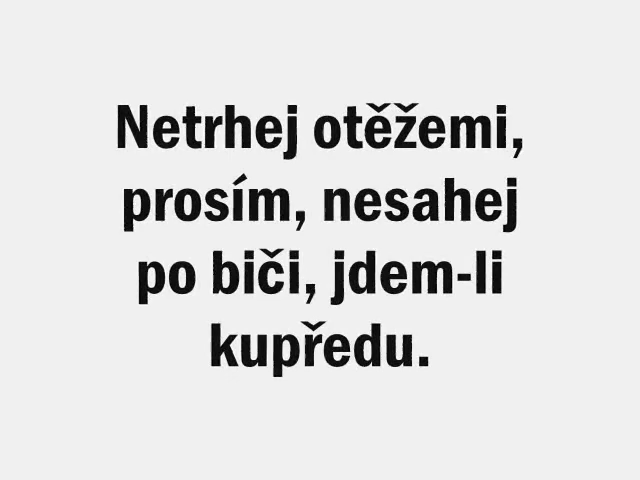 Netrhej otěžemi,
prosím, nesahej
po biči, jdem-li
kupředu.